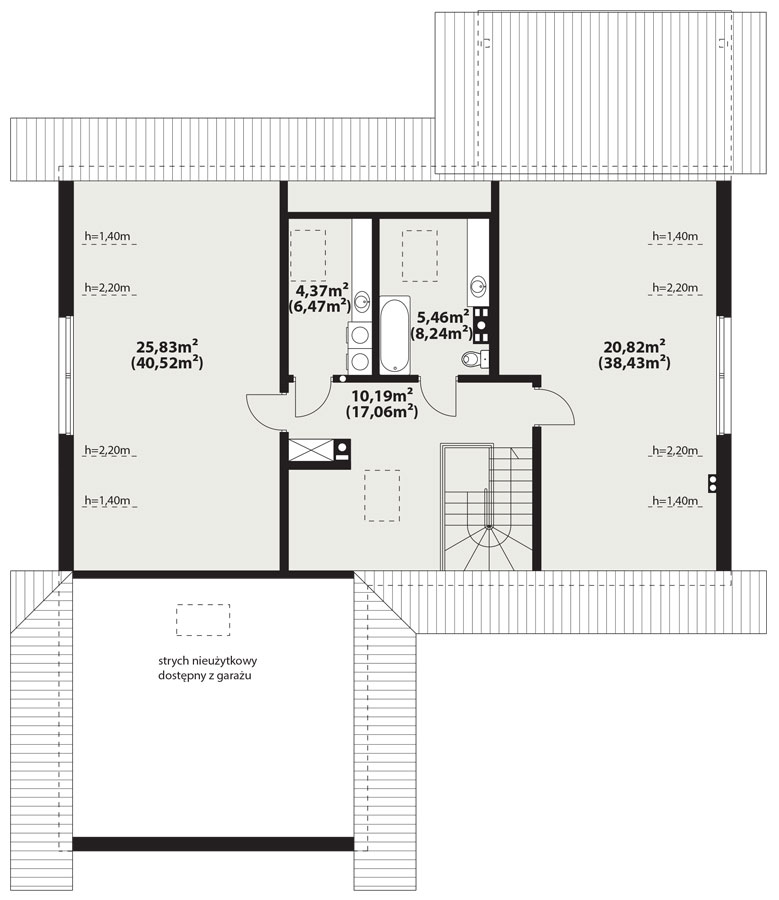 h=1,40m
h=1,40m
h=2,20m
h=2,20m
4,37m²
(6,47m²)
5,46m²
(8,24m²)
25,83m²
(40,52m²)
20,82m²
(38,43m²)
10,19m²
(17,06m²)
h=2,20m
h=2,20m
h=1,40m
h=1,40m
strych nieużytkowy
dostępny z garażu